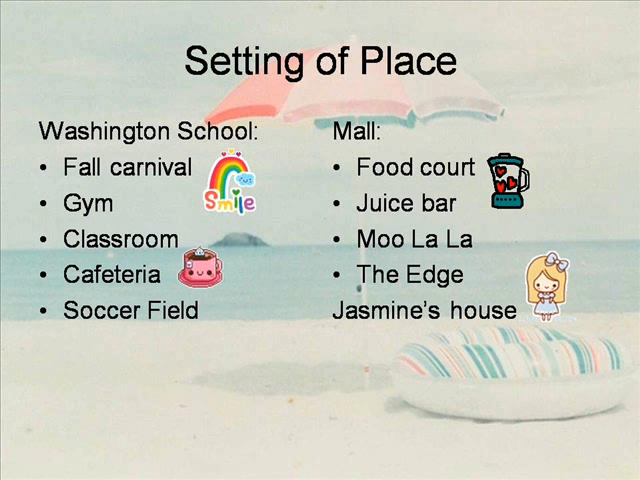 Setting of Place
Washington School:
• Fall carnival
• Gym
• Classroom
• Cafeteria
• Soccer Field
Smile
Mall:
• Food court
• Juice bar
• Moo La La
• The Edge
Jasmine's house